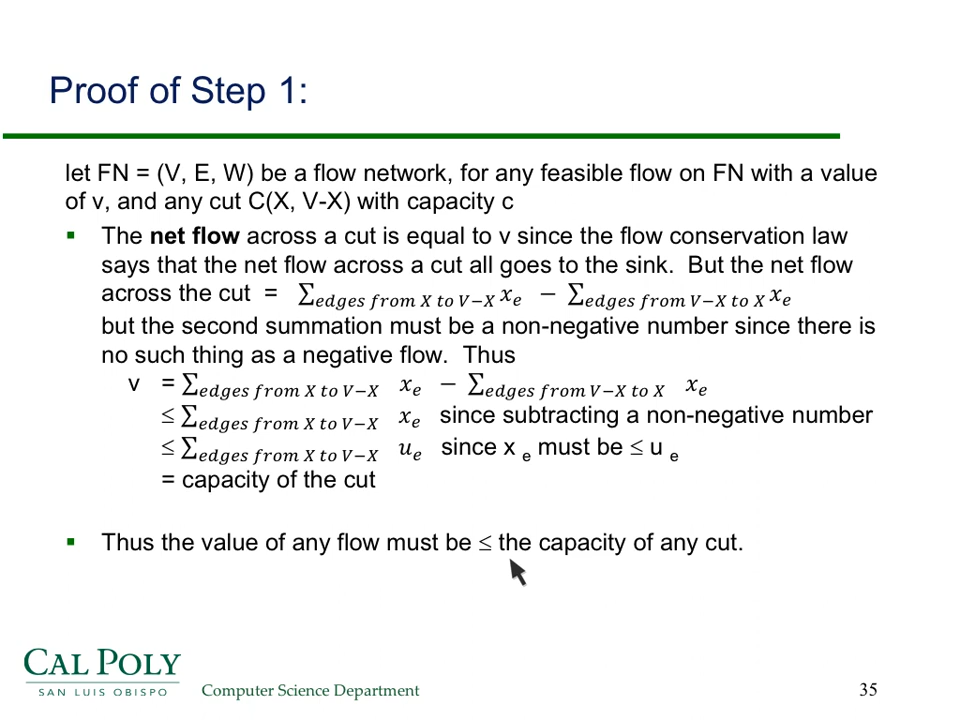 Proof of Step 1:
let FN = (V, E, W) be a flow network, for any feasible flow on FN with a value
of v, and any cut C(X, V-X) with capacity c
▪ The net flow across a cut is equal to v since the flow conservation law
says that the net flow across a cut all goes to the sink. But the net flow
across the cut = ∑edges from X to V−X xe − ∑edges from V−X to X xe
but the second summation must be a non-negative number since there is
no such thing as a negative flow. Thus
v = ∑edges from X to V−X xe − ∑edges from V−X to X xe
≤ ∑edges from X to V−X xe since subtracting a non-negative number
≤ ∑edges from X to V−X ue since x e must be ≤ u e
= capacity of the cut
▪ Thus the value of any flow must be ≤ the capacity of any cut.
CAL POLY
SAN LUIS OBISPO
Computer Science Department
35